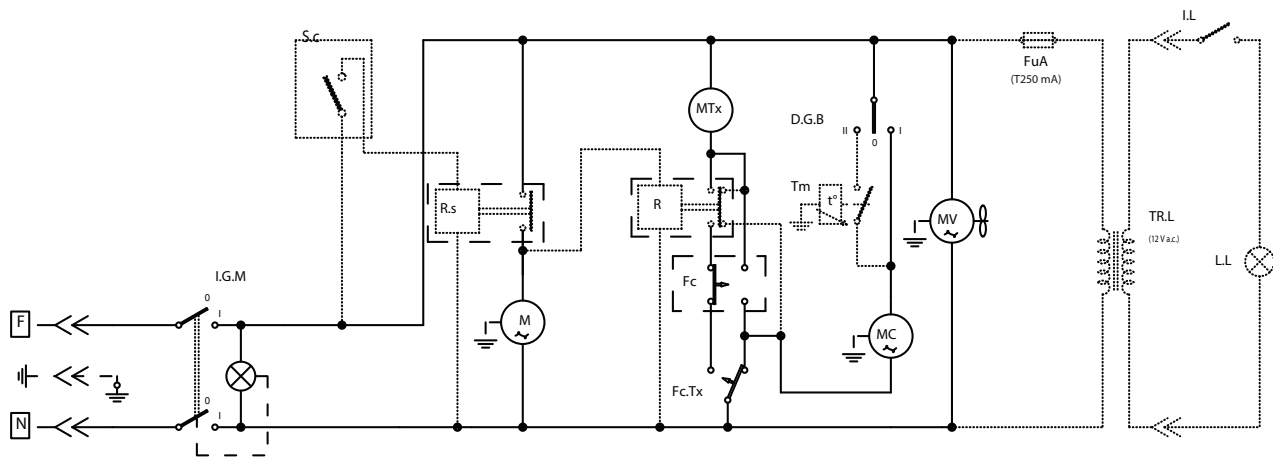 S.c
I.L
FuA
(T250 mA)
MTx
D.G.B
II
0
I
Tm
t°
R.s
R
MV
TR.L
(12 V a.c.)
L.L
I.G.M
0
I
Fc
F
M
MC
Fc.Tx
0
I
N